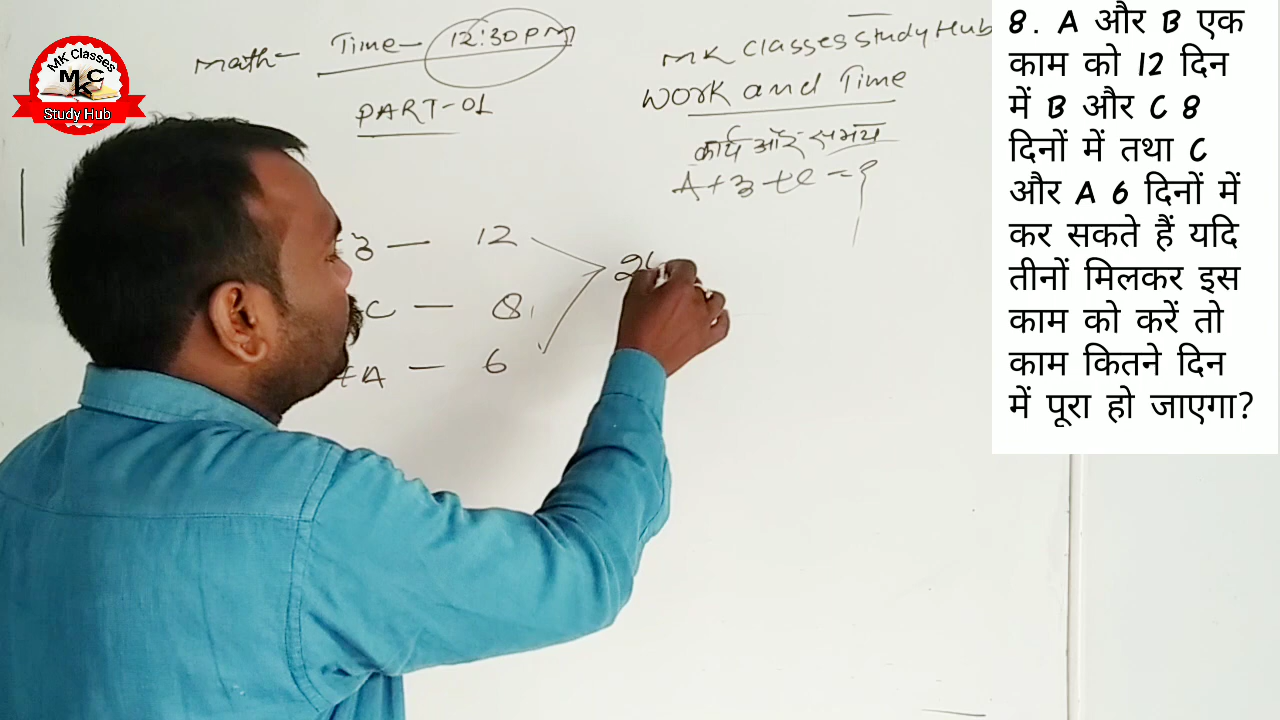 MK Classes
MKC
Study Hub
Math- Time- 12:30PM
PART-01
MK Classes Study Hub
Work and Time
कार्य और समय
A+B+C = ?
B — 12
C — 8
+A — 6
24
8. A और B एक
काम को 12 दिन
में B और C 8
दिनों में तथा C
और A 6 दिनों में
कर सकते हैं यदि
तीनों मिलकर इस
काम को करें तो
काम कितने दिन
में पूरा हो जाएगा?